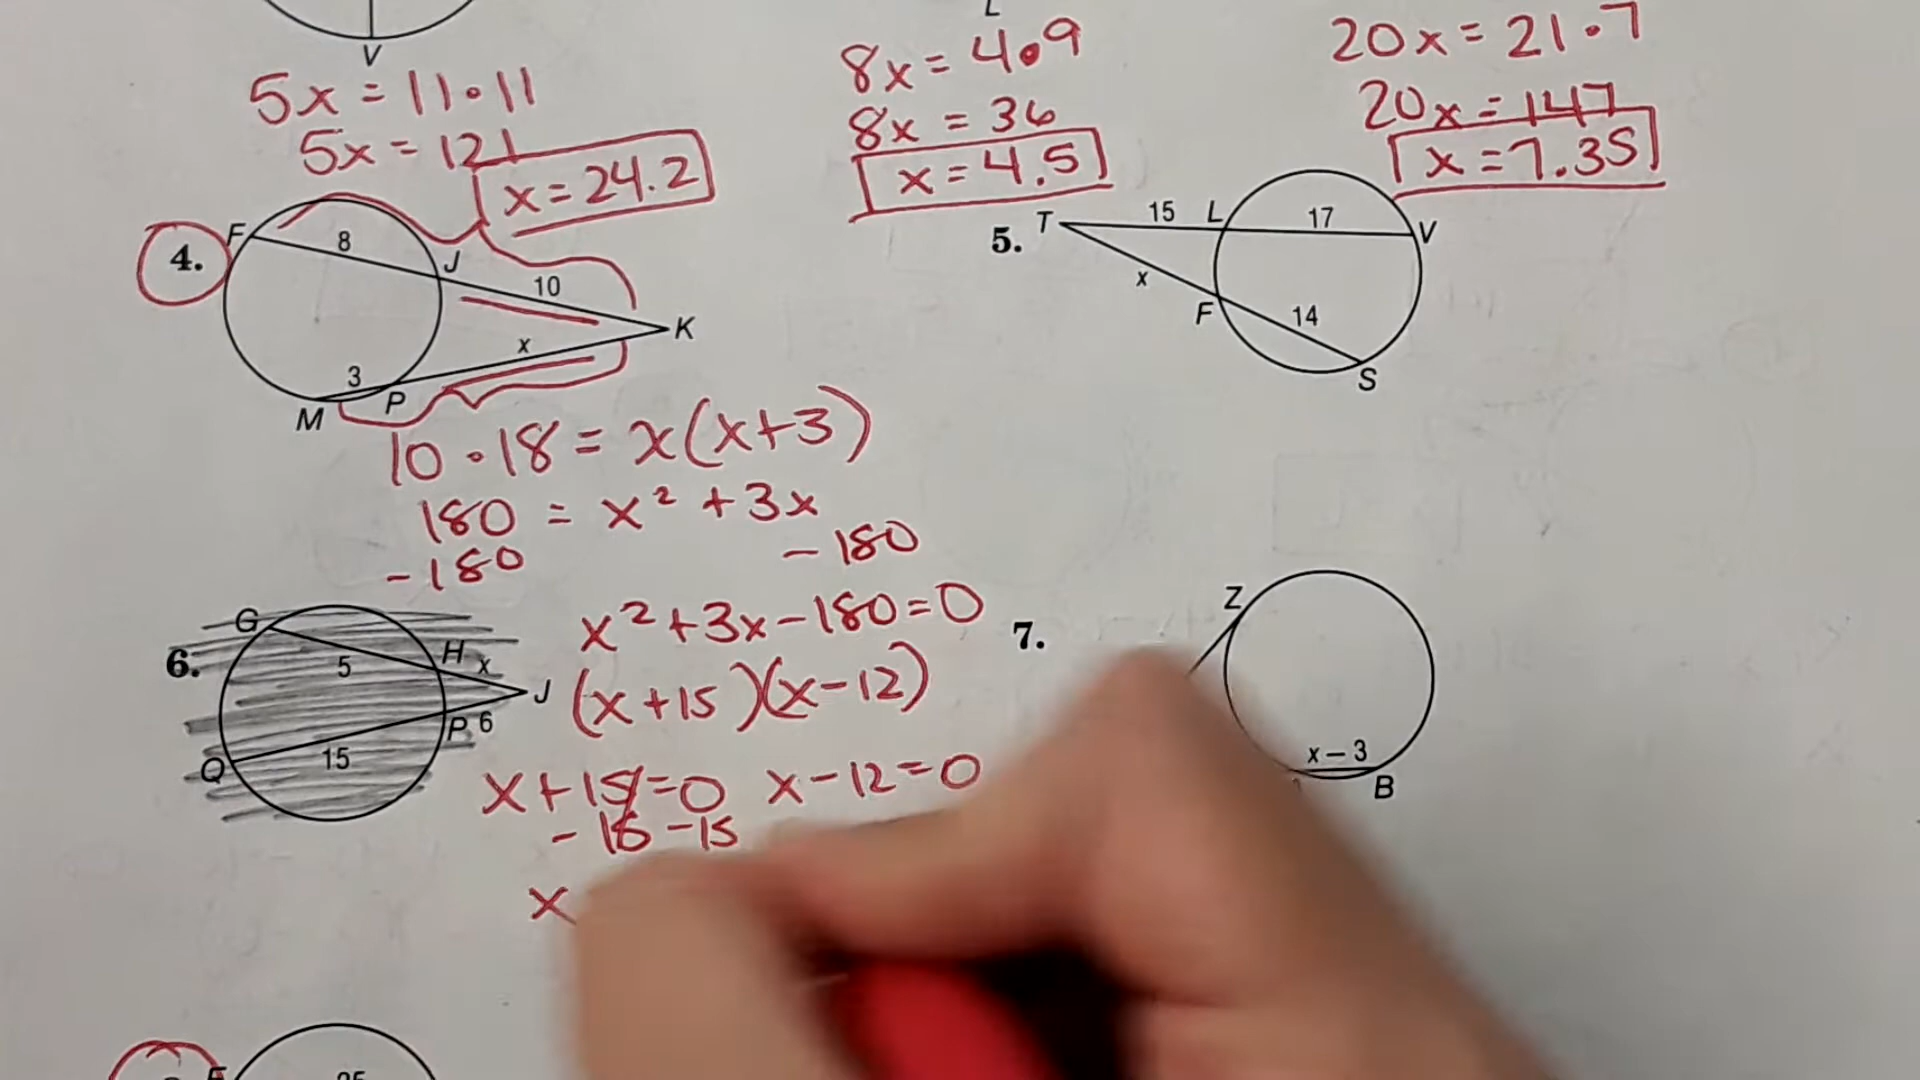 V
L
5x = 11·11
5x = 121
x = 24.2
8x = 4·9
8x = 36
x = 4.5
20x = 21·7
20x = 147
x = 7.35
4.
F
8
J
10
K
x
3
M
P
10·18 = x(x+3)
180 = x² + 3x
-180 -180
x²+3x-180=0
(x+15)(x-12)
x+15=0 x-12=0
-15 -15
x
5.
T
15
L
17
V
x
F
14
S
6.
G
5
H
x
J
P
6
Q
15
7.
Z
x – 3
B